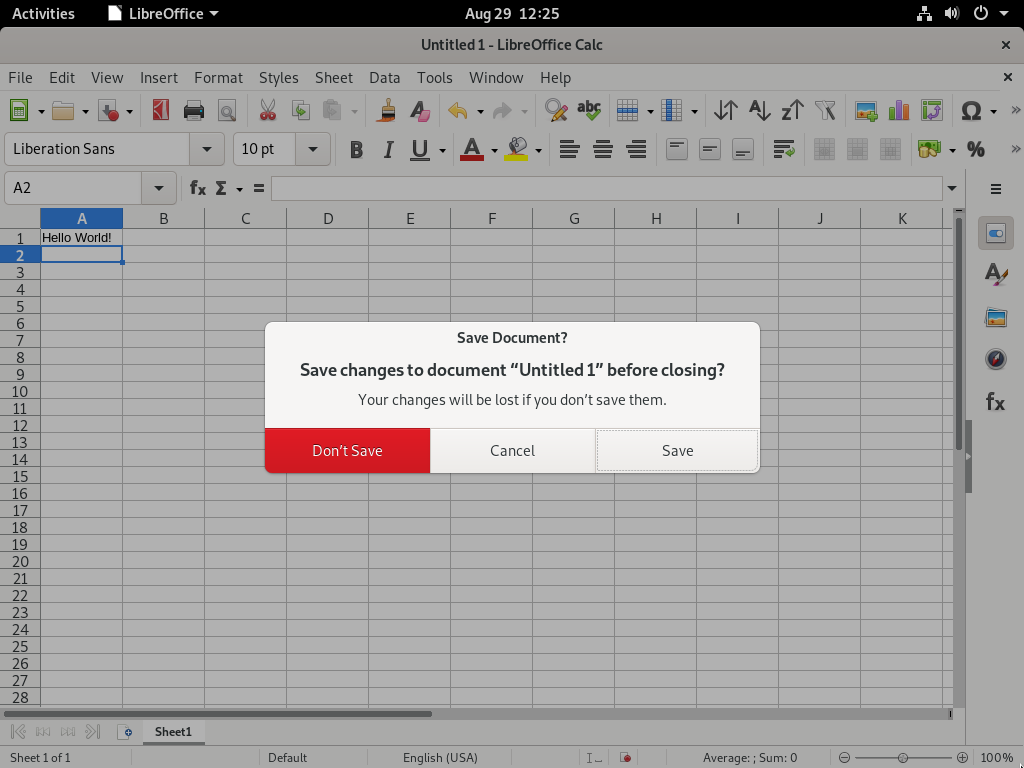 Activities LibreOffice Aug 29 12:25
Untitled 1 - LibreOffice Calc
File Edit View Insert Format Styles Sheet Data Tools Window Help
Liberation Sans 10 pt B I U A %
A2 fx Σ =
A B C D E F G H I J K
1 Hello World!
2
3
4
5
6
7
8
9
10
11
12
13
14
15
16
17
18
19
20
21
22
23
24
25
26
27
28
Save Document?
Save changes to document “Untitled 1” before closing?
Your changes will be lost if you don’t save them.
Don’t Save Cancel Save
Sheet1
Sheet 1 of 1 Default English (USA) Average: ; Sum: 0 100%